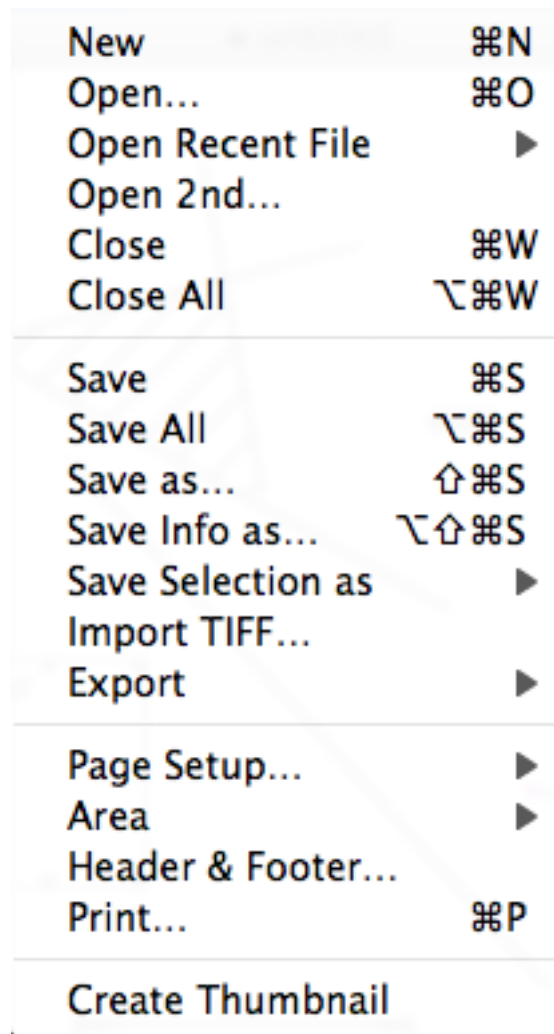 New ⌘N
Open... ⌘O
Open Recent File ▶
Open 2nd...
Close ⌘W
Close All ⌥⌘W
Save ⌘S
Save All ⌥⌘S
Save as... ⇧⌘S
Save Info as... ⌥⇧⌘S
Save Selection as ▶
Import TIFF...
Export ▶
Page Setup... ▶
Area ▶
Header & Footer...
Print... ⌘P
Create Thumbnail